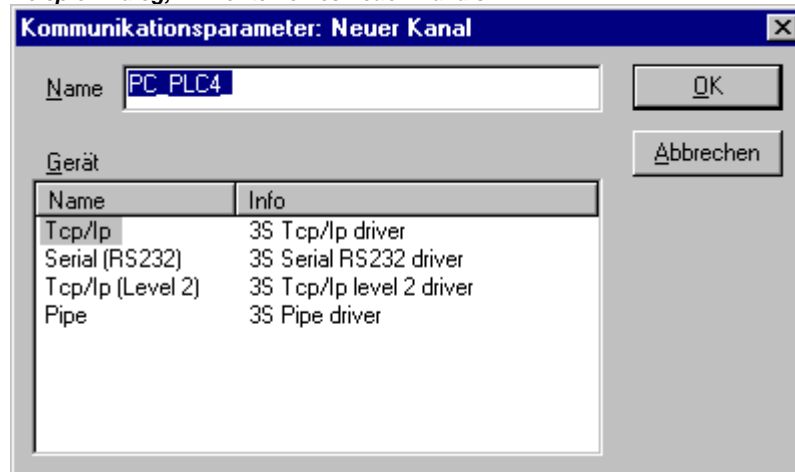 Kommunikationsparameter: Neuer Kanal
Name PC_PLC4_ OK
Abbrechen
Gerät
Name Info
Tcp/Ip 3S Tcp/Ip driver
Serial (RS232) 3S Serial RS232 driver
Tcp/Ip (Level 2) 3S Tcp/Ip level 2 driver
Pipe 3S Pipe driver